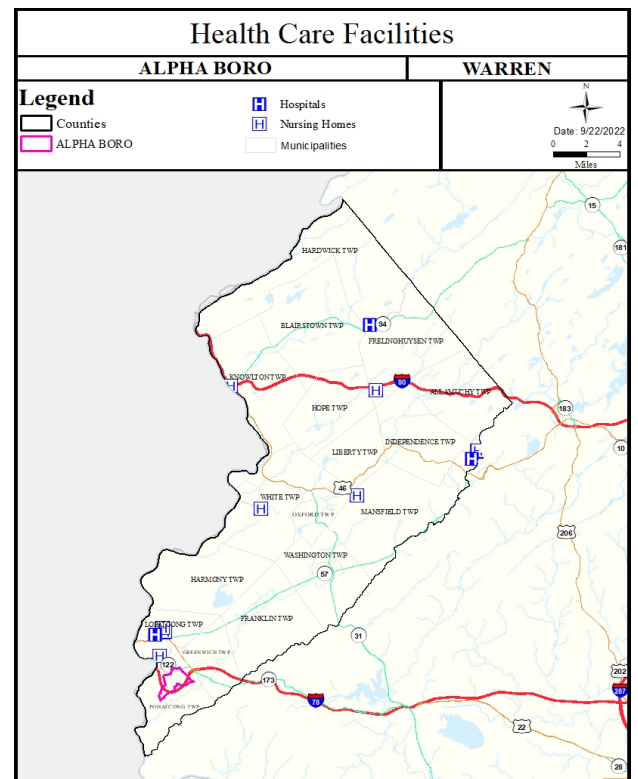 Health Care Facilities
ALPHA BORO
WARREN
Legend
Counties
ALPHA BORO
H Hospitals
H Nursing Homes
Municipalities
N
Date: 9/22/2022
0 2 4
Miles
15
181
HARDWICK TWP
BLAIRSTOWN TWP
H
94
FRELINGHUYSEN TWP
KNOWLTON TWP
H
H
80
ALLAMUCHY TWP
HOPE TWP
183
10
INDEPENDENCE TWP
LIBERTY TWP
H
H
46
H
WHITE TWP
H
OXFORD TWP
MANSFIELD TWP
206
WASHINGTON TWP
57
HARMONY TWP
FRANKLIN TWP
LOPATCONG TWP
H
31
GREENWICH TWP
H
122
173
202
287
78
POHATCONG TWP
22
28